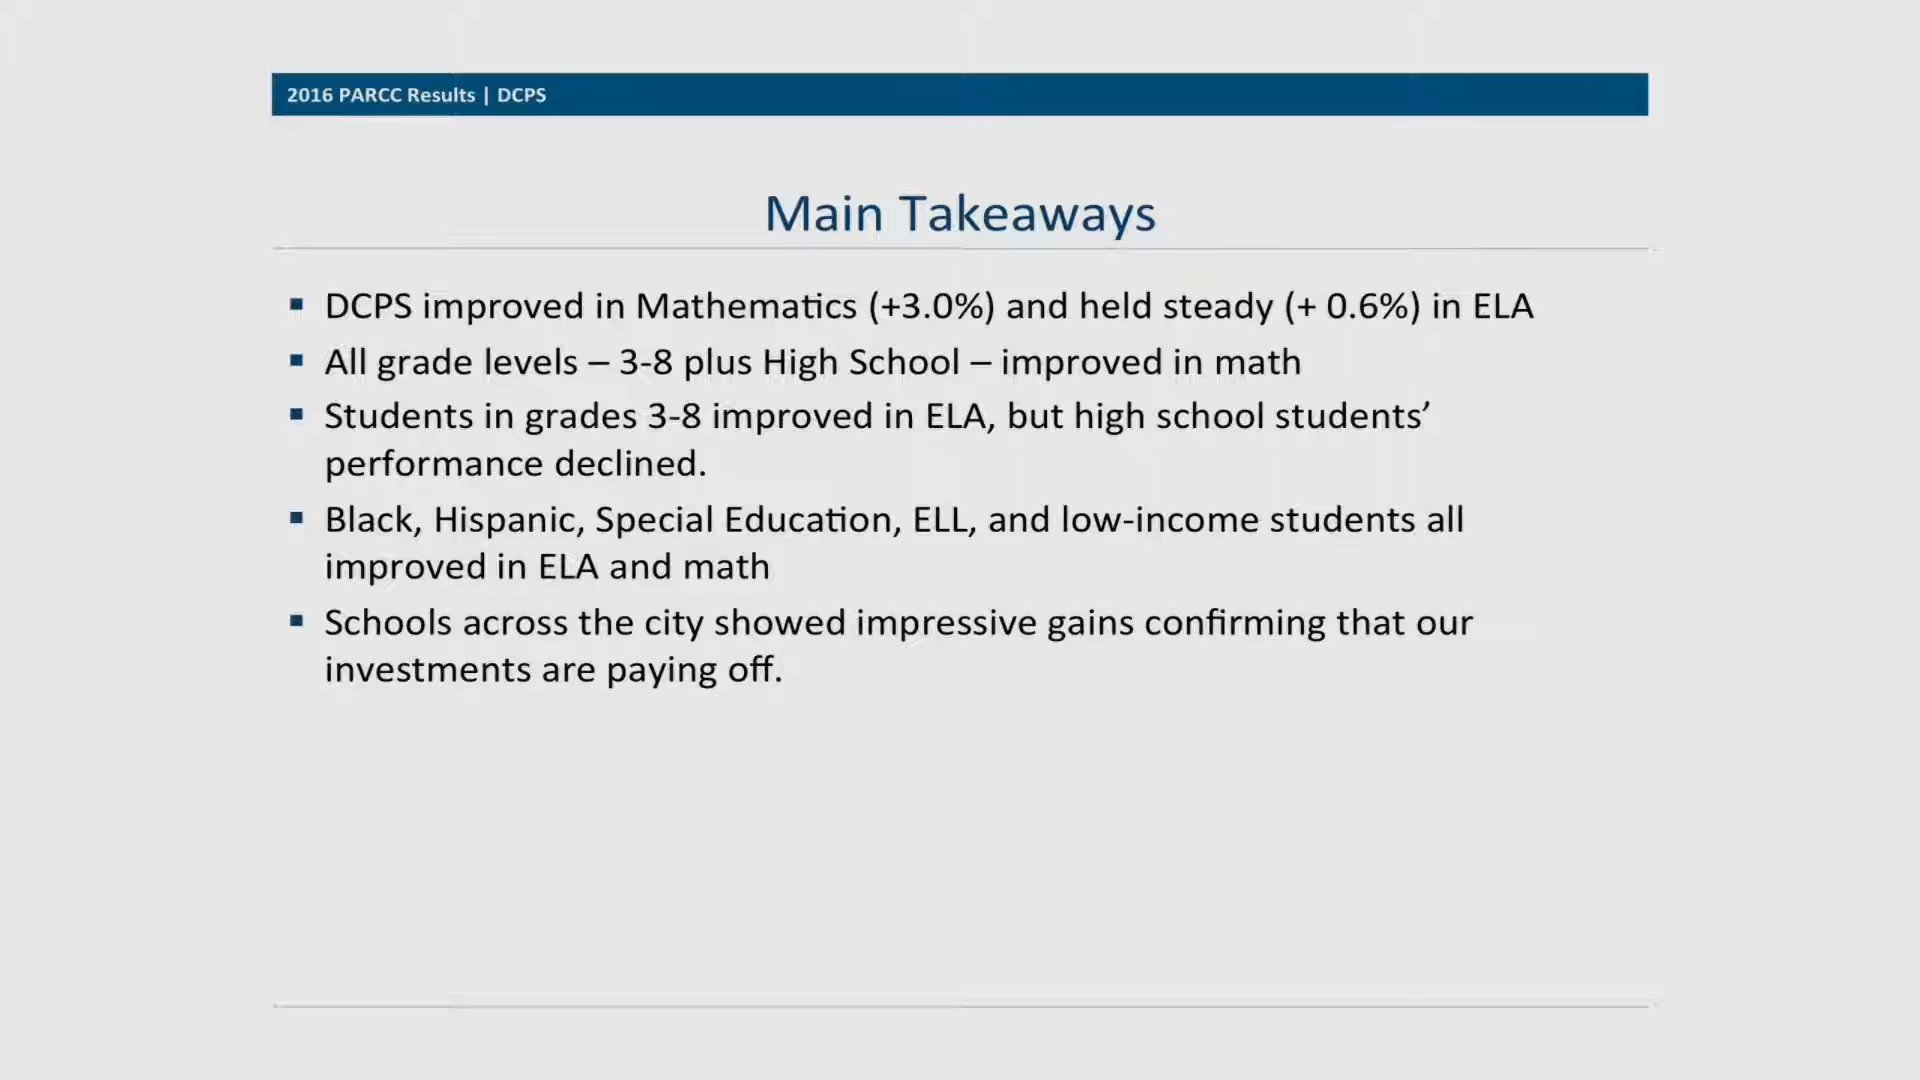 2016 PARCC Results | DCPS
Main Takeaways
▪ DCPS improved in Mathematics (+3.0%) and held steady (+ 0.6%) in ELA
▪ All grade levels – 3-8 plus High School – improved in math
▪ Students in grades 3-8 improved in ELA, but high school students’
performance declined.
▪ Black, Hispanic, Special Education, ELL, and low-income students all
improved in ELA and math
▪ Schools across the city showed impressive gains confirming that our
investments are paying off.